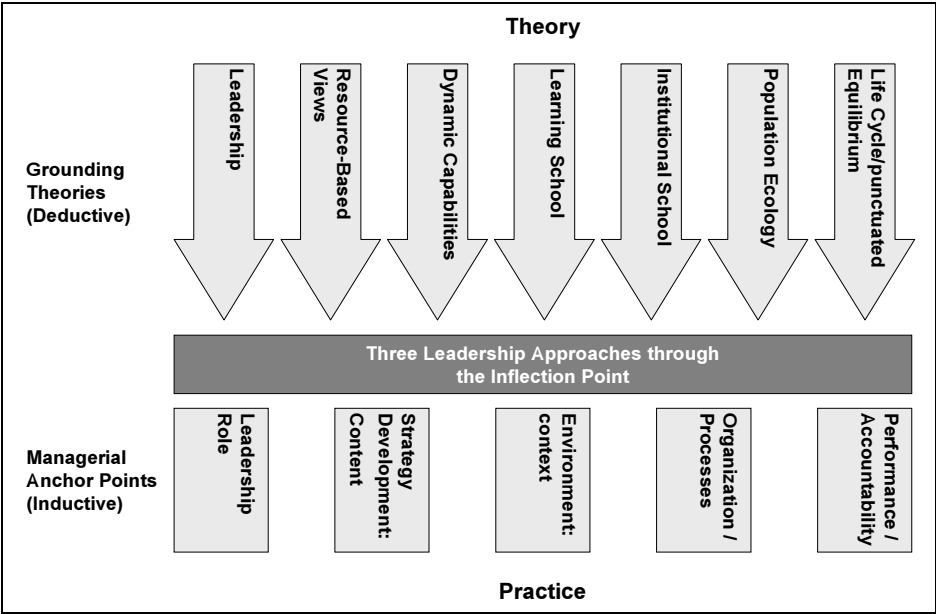 Theory
Grounding
Theories
(Deductive)
Leadership
Resource-Based
Views
Dynamic Capabilities
Learning School
Institutional School
Population Ecology
Life Cycle/punctuated
Equilibrium
Three Leadership Approaches through
the Inflection Point
Managerial
Anchor Points
(Inductive)
Leadership
Role
Strategy
Development:
Content
Environment:
context
Organization /
Processes
Performance /
Accountability
Practice